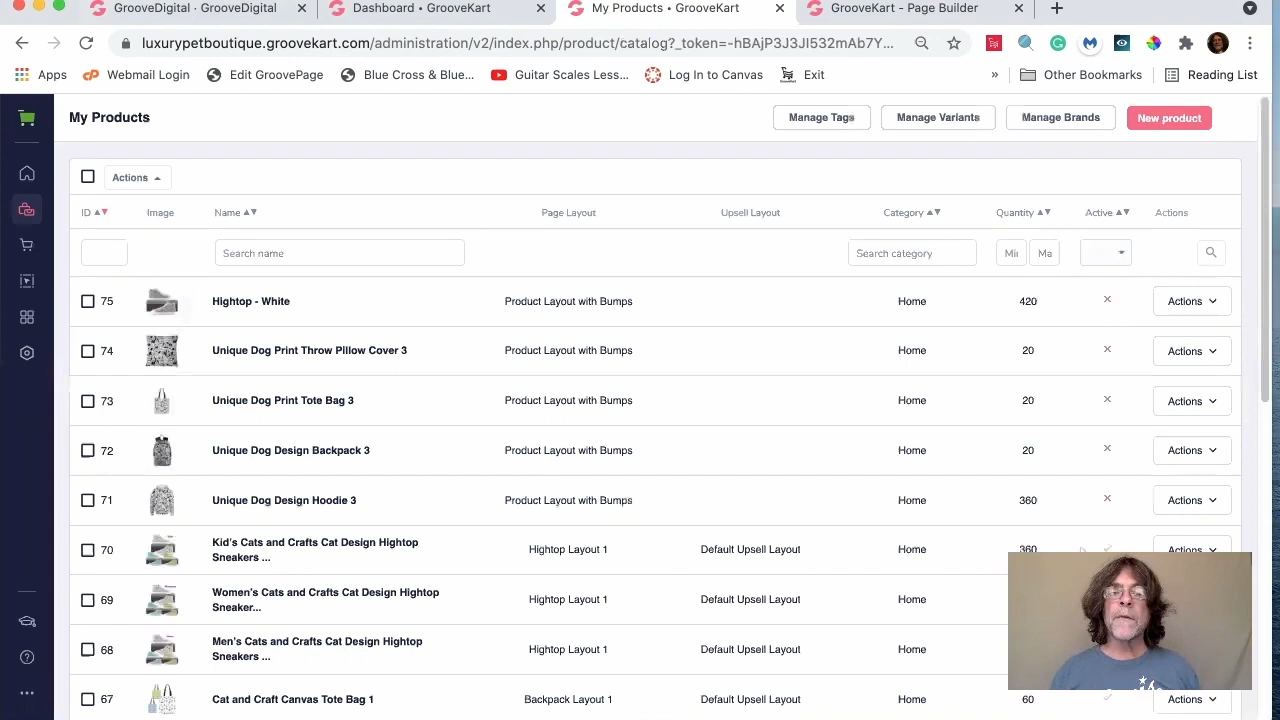 GrooveDigital · GrooveDigital
Dashboard • GrooveKart
My Products • GrooveKart
GrooveKart - Page Builder
luxurypetboutique.groovekart.com/administration/v2/index.php/product/catalog?_token=-hBAjP3J3JI532mAb7Y...
Apps
Webmail Login
Edit GroovePage
Blue Cross & Blue...
Guitar Scales Less...
Log In to Canvas
Exit
»
Other Bookmarks
Reading List
My Products
Manage Tags
Manage Variants
Manage Brands
New product
Actions
ID
Image
Name
Page Layout
Upsell Layout
Category
Quantity
Active
Actions
Search name
Search category
Mi
Ma
75
Hightop - White
Product Layout with Bumps
Home
420
Actions
74
Unique Dog Print Throw Pillow Cover 3
Product Layout with Bumps
Home
20
Actions
73
Unique Dog Print Tote Bag 3
Product Layout with Bumps
Home
20
Actions
72
Unique Dog Design Backpack 3
Product Layout with Bumps
Home
20
Actions
71
Unique Dog Design Hoodie 3
Product Layout with Bumps
Home
360
Actions
70
Kid's Cats and Crafts Cat Design Hightop
Sneakers ...
Hightop Layout 1
Default Upsell Layout
Home
360
Actions
69
Women's Cats and Crafts Cat Design Hightop
Sneaker...
Hightop Layout 1
Default Upsell Layout
Home
68
Men's Cats and Crafts Cat Design Hightop
Sneakers ...
Hightop Layout 1
Default Upsell Layout
Home
67
Cat and Craft Canvas Tote Bag 1
Backpack Layout 1
Default Upsell Layout
Home
60
Actions